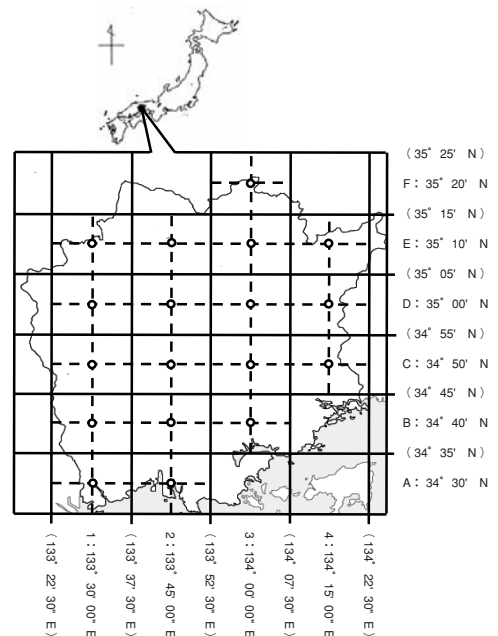 (35° 25' N)
F: 35° 20' N
(35° 15' N)
E: 35° 10' N
(35° 05' N)
D: 35° 00' N
(34° 55' N)
C: 34° 50' N
(34° 45' N)
B: 34° 40' N
(34° 35' N)
A: 34° 30' N
(133° 22' 30" E)
1: 133° 30' 00" E
(133° 37' 30" E)
2: 133° 45' 00" E
(133° 52' 30" E)
3: 134° 00' 00" E
(134° 07' 30" E)
4: 134° 15' 00" E
(134° 22' 30" E)